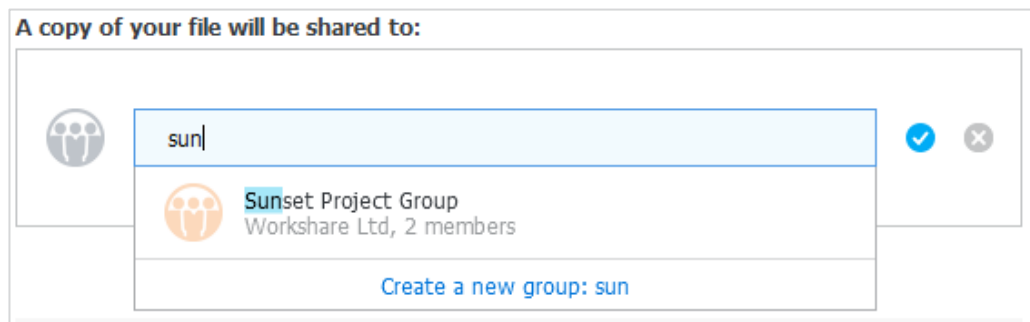 A copy of your file will be shared to:
sun
Sunset Project Group
Workshare Ltd, 2 members
Create a new group: sun